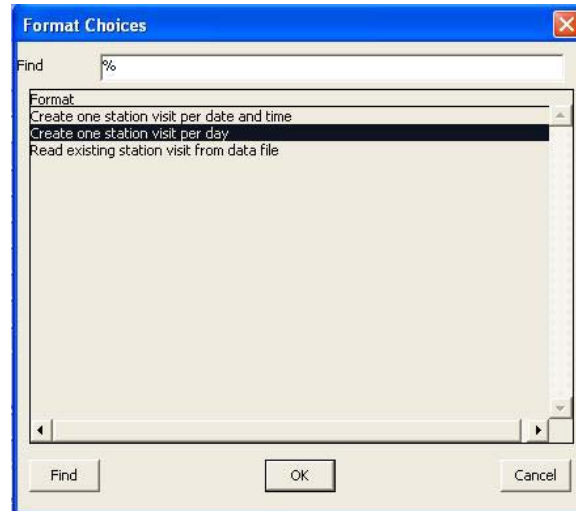 Format Choices
Find %
Format
Create one station visit per date and time
Create one station visit per day
Read existing station visit from data file
Find OK Cancel